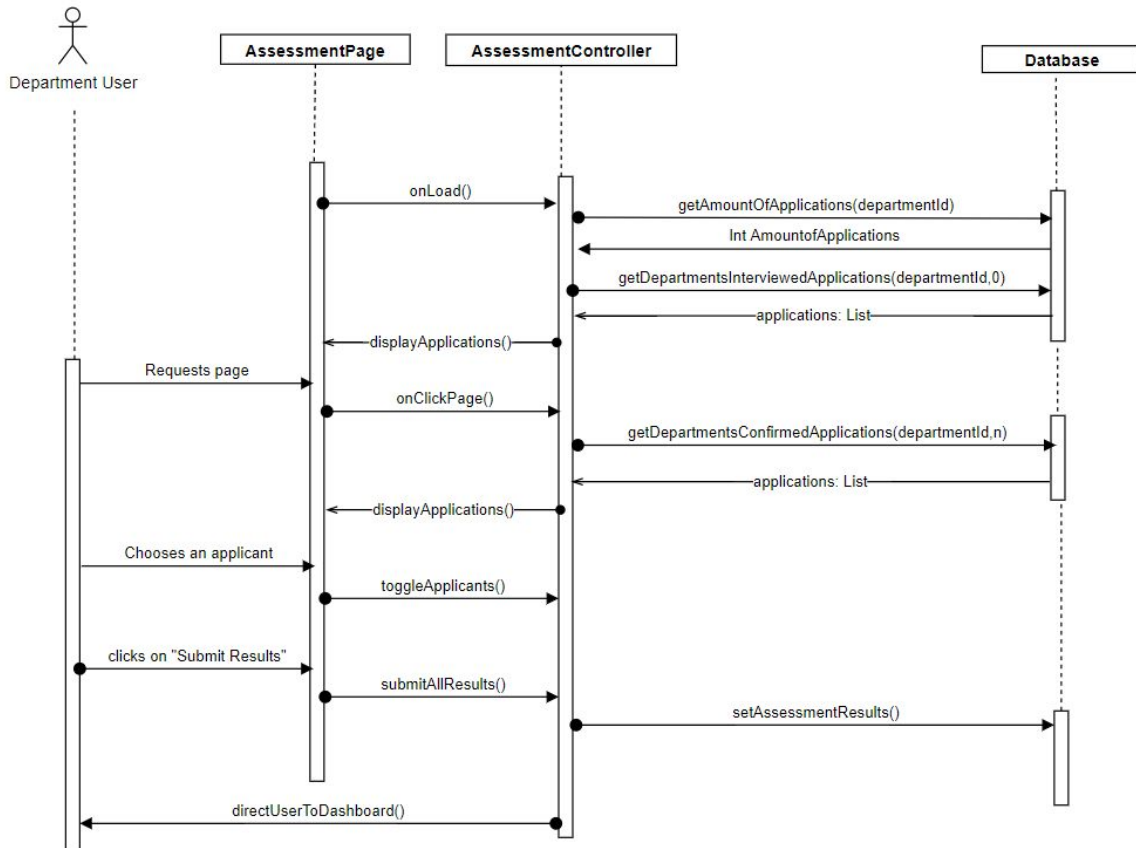 Department User
AssessmentPage
AssessmentController
Database
onLoad()
getAmountOfApplications(departmentId)
Int AmountofApplications
getDepartmentsInterviewedApplications(departmentId,0)
applications: List
displayApplications()
Requests page
onClickPage()
getDepartmentsConfirmedApplications(departmentId,n)
applications: List
displayApplications()
Chooses an applicant
toggleApplicants()
clicks on "Submit Results"
submitAllResults()
setAssessmentResults()
directUserToDashboard()